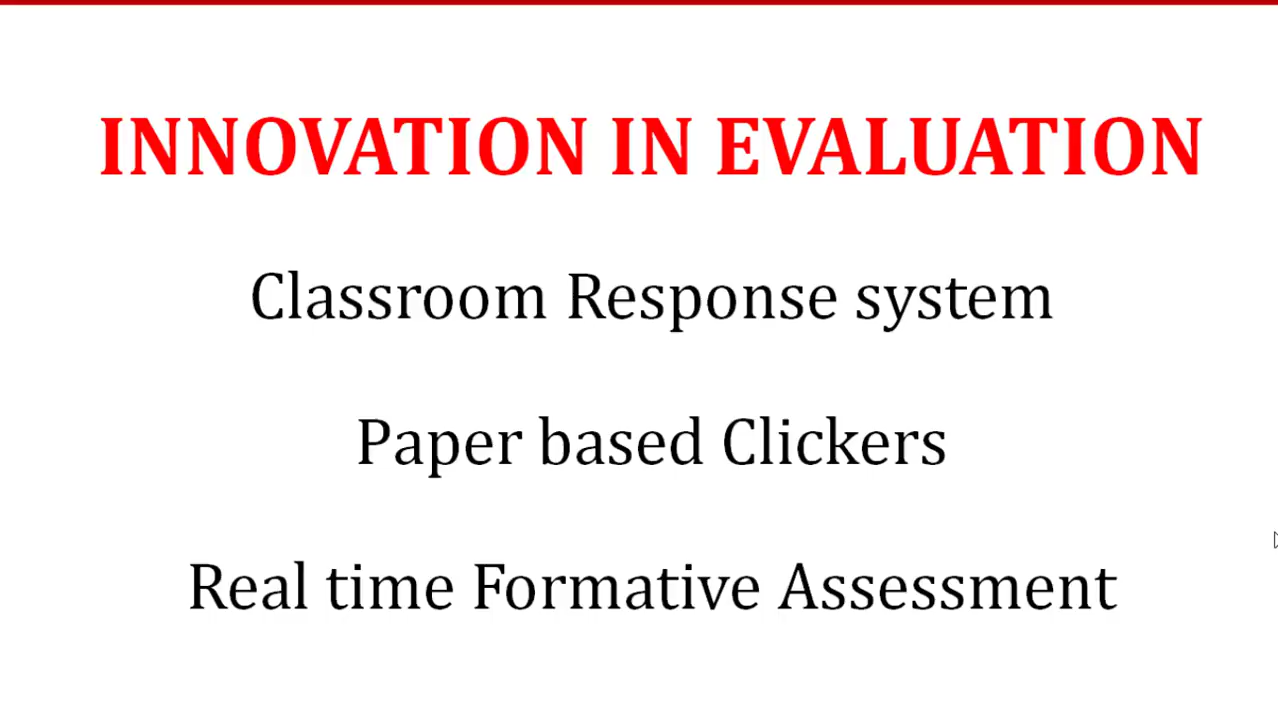 INNOVATION IN EVALUATION
Classroom Response system
Paper based Clickers
Real time Formative Assessment